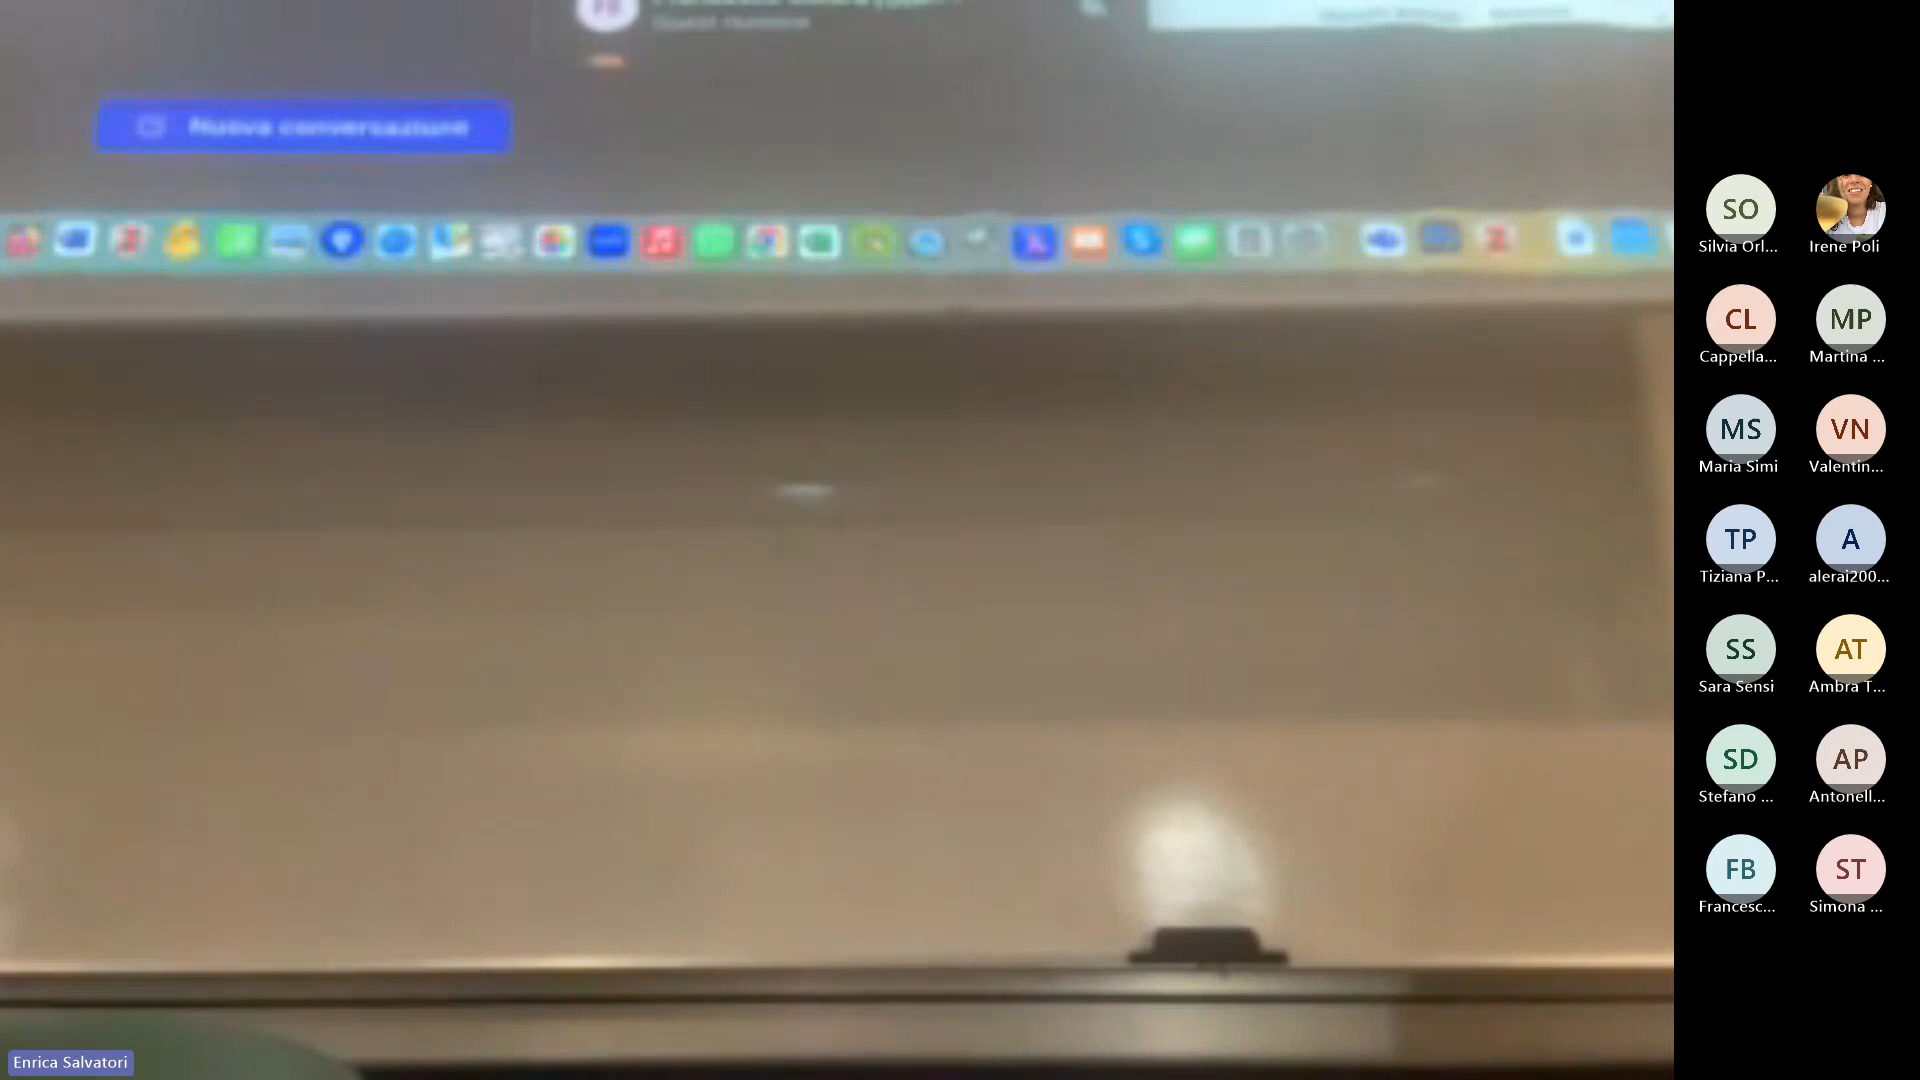 Nuova conversazione
SO
Silvia Orl...
Irene Poli
CL
Cappella...
MP
Martina ...
MS
Maria Simi
VN
Valentin...
TP
Tiziana P...
A
alerai200...
SS
Sara Sensi
AT
Ambra T...
SD
Stefano ...
AP
Antonell...
FB
Francesc...
ST
Simona ...
Enrica Salvatori